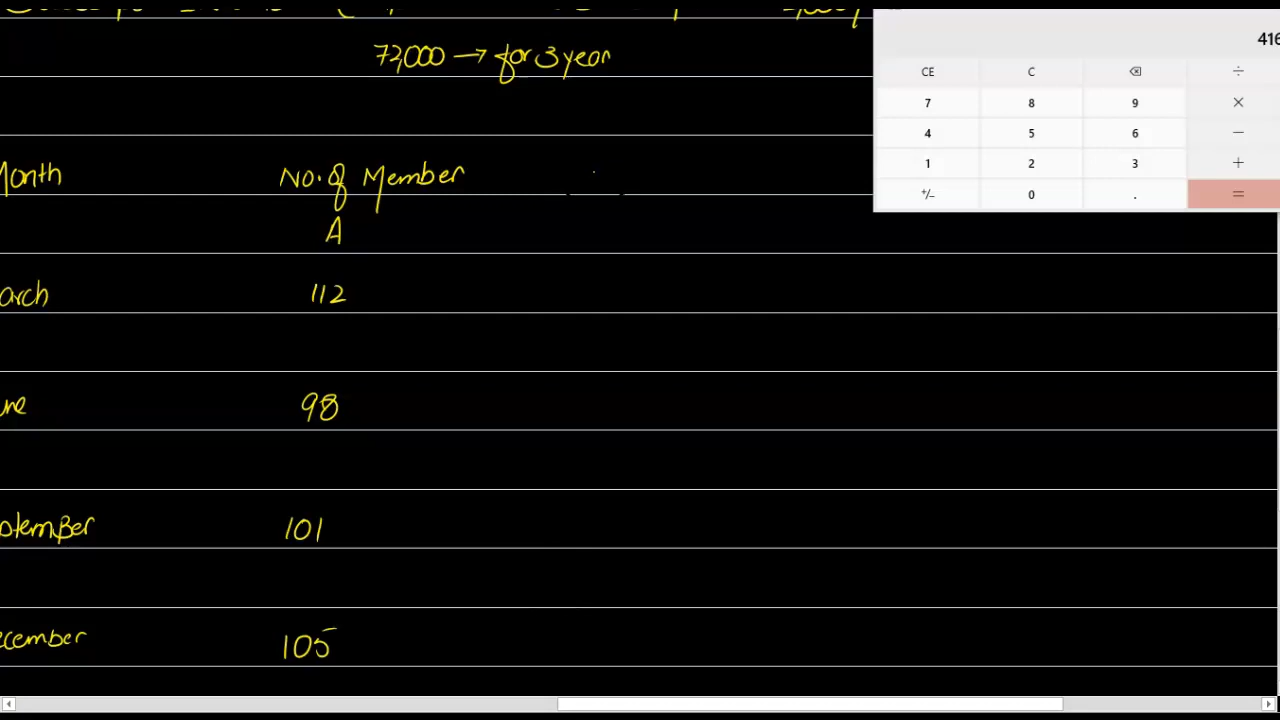 72,000 → for 3 year
416
CE C ⌫ ÷
7 8 9 ×
4 5 6 −
1 2 3 +
+/− 0 . =
Month No. of Member
A
arch 112
ne 98
ptember 101
ecember 105